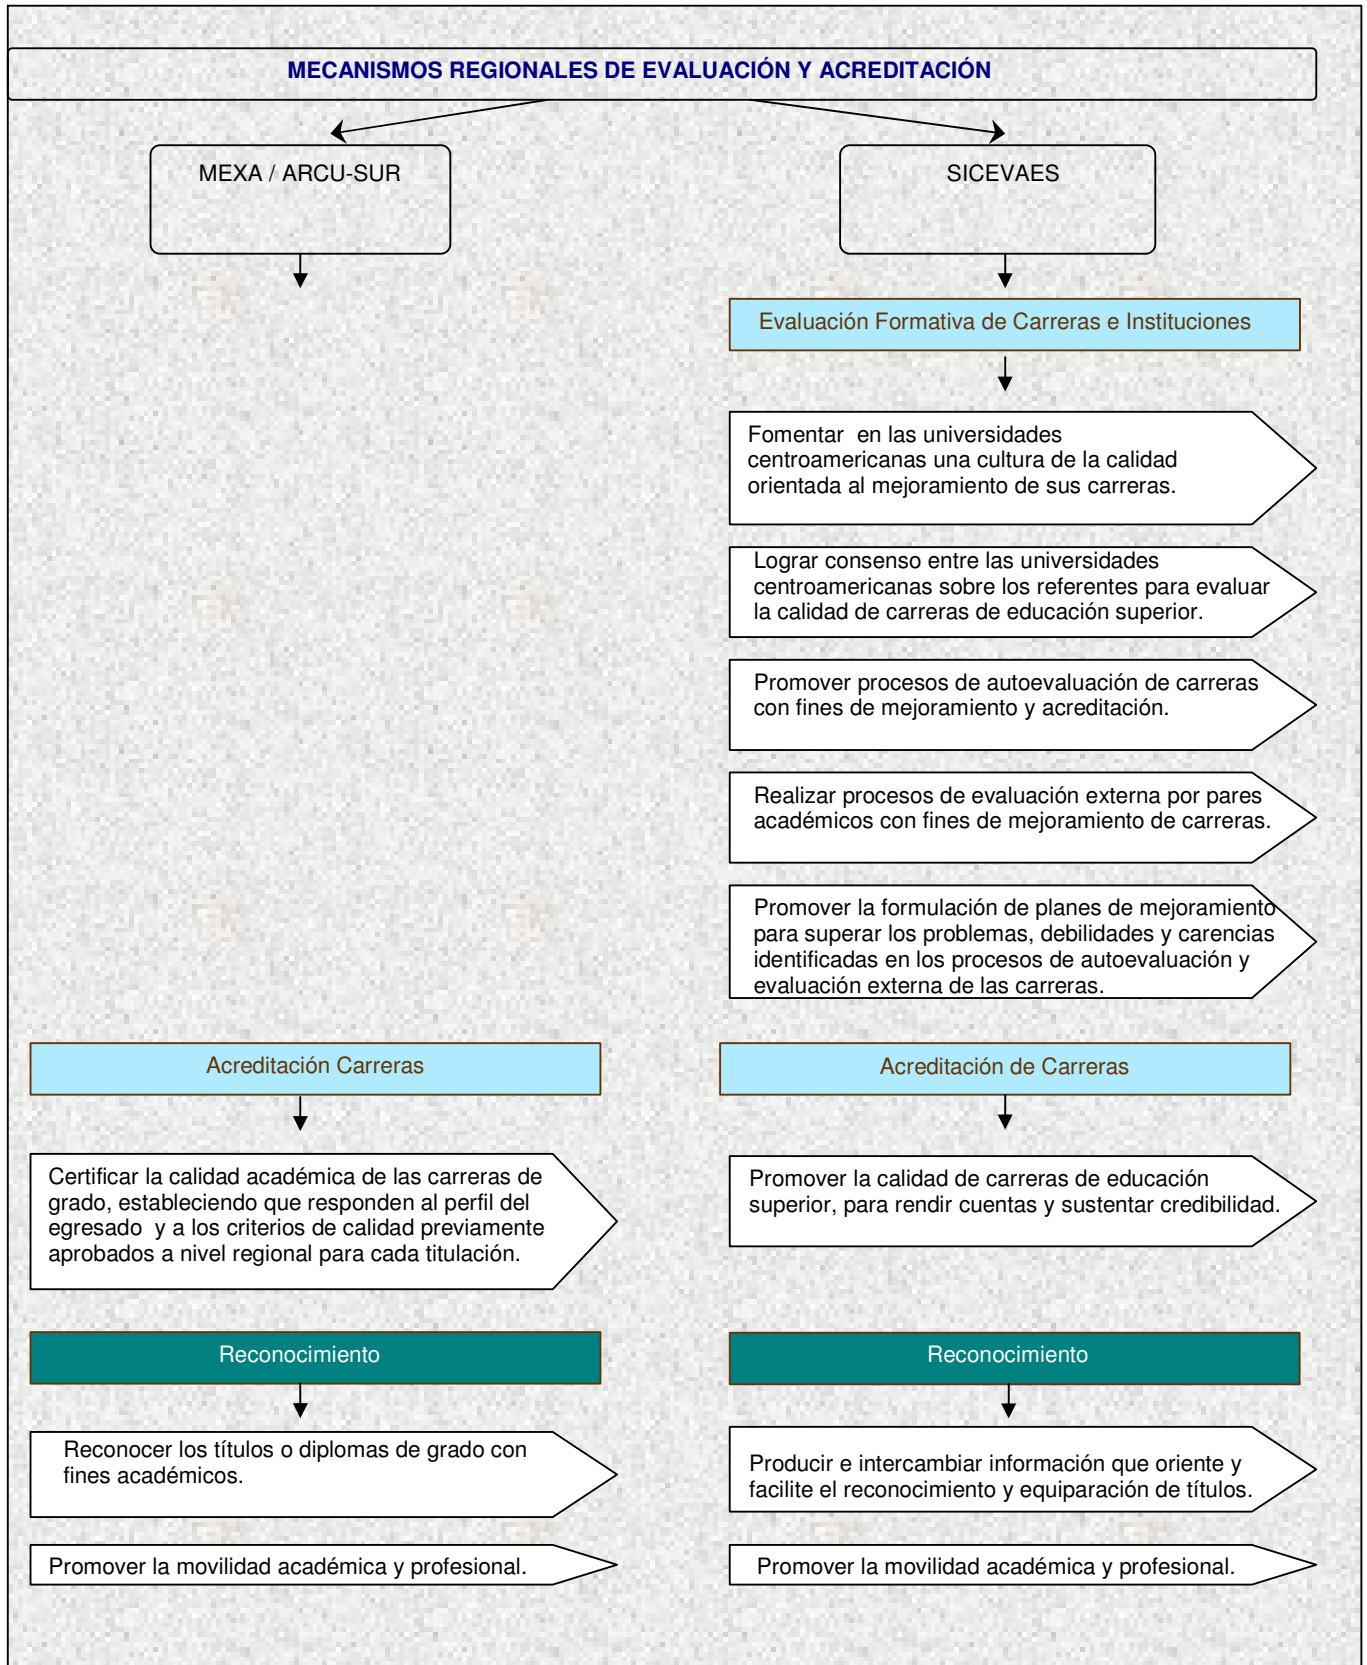 MECANISMOS REGIONALES DE EVALUACIÓN Y ACREDITACIÓN
MEXA / ARCU-SUR
SICEVAES
Evaluación Formativa de Carreras e Instituciones
Fomentar en las universidades
centroamericanas una cultura de la calidad
orientada al mejoramiento de sus carreras.
Lograr consenso entre las universidades
centroamericanas sobre los referentes para evaluar
la calidad de carreras de educación superior.
Promover procesos de autoevaluación de carreras
con fines de mejoramiento y acreditación.
Realizar procesos de evaluación externa por pares
académicos con fines de mejoramiento de carreras.
Promover la formulación de planes de mejoramiento
para superar los problemas, debilidades y carencias
identificadas en los procesos de autoevaluación y
evaluación externa de las carreras.
Acreditación Carreras
Acreditación de Carreras
Certificar la calidad académica de las carreras de
grado, estableciendo que responden al perfil del
egresado y a los criterios de calidad previamente
aprobados a nivel regional para cada titulación.
Promover la calidad de carreras de educación
superior, para rendir cuentas y sustentar credibilidad.
Reconocimiento
Reconocimiento
Reconocer los títulos o diplomas de grado con
fines académicos.
Producir e intercambiar información que oriente y
facilite el reconocimiento y equiparación de títulos.
Promover la movilidad académica y profesional.
Promover la movilidad académica y profesional.